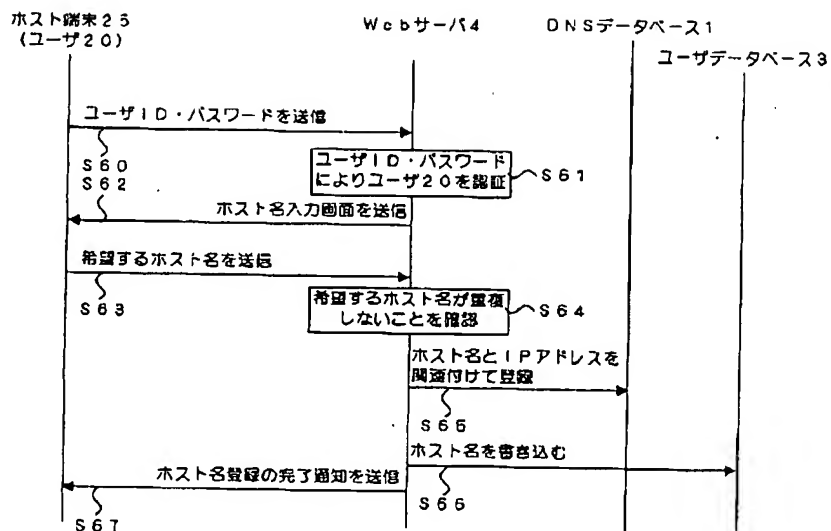 ホスト端末25
(ユーザ20)
Webサーバ4
DNSデータベース1
ユーザデータベース3
ユーザID・パスワードを送信
S60
ユーザID・パスワード
によりユーザ20を認証
S61
S62
ホスト名入力画面を送信
希望するホスト名を送信
S63
希望するホスト名が重複
しないことを確認
S64
ホスト名とIPアドレスを
関連付けて登録
S65
ホスト名を書き込む
S66
ホスト名登録の完了通知を送信
S67